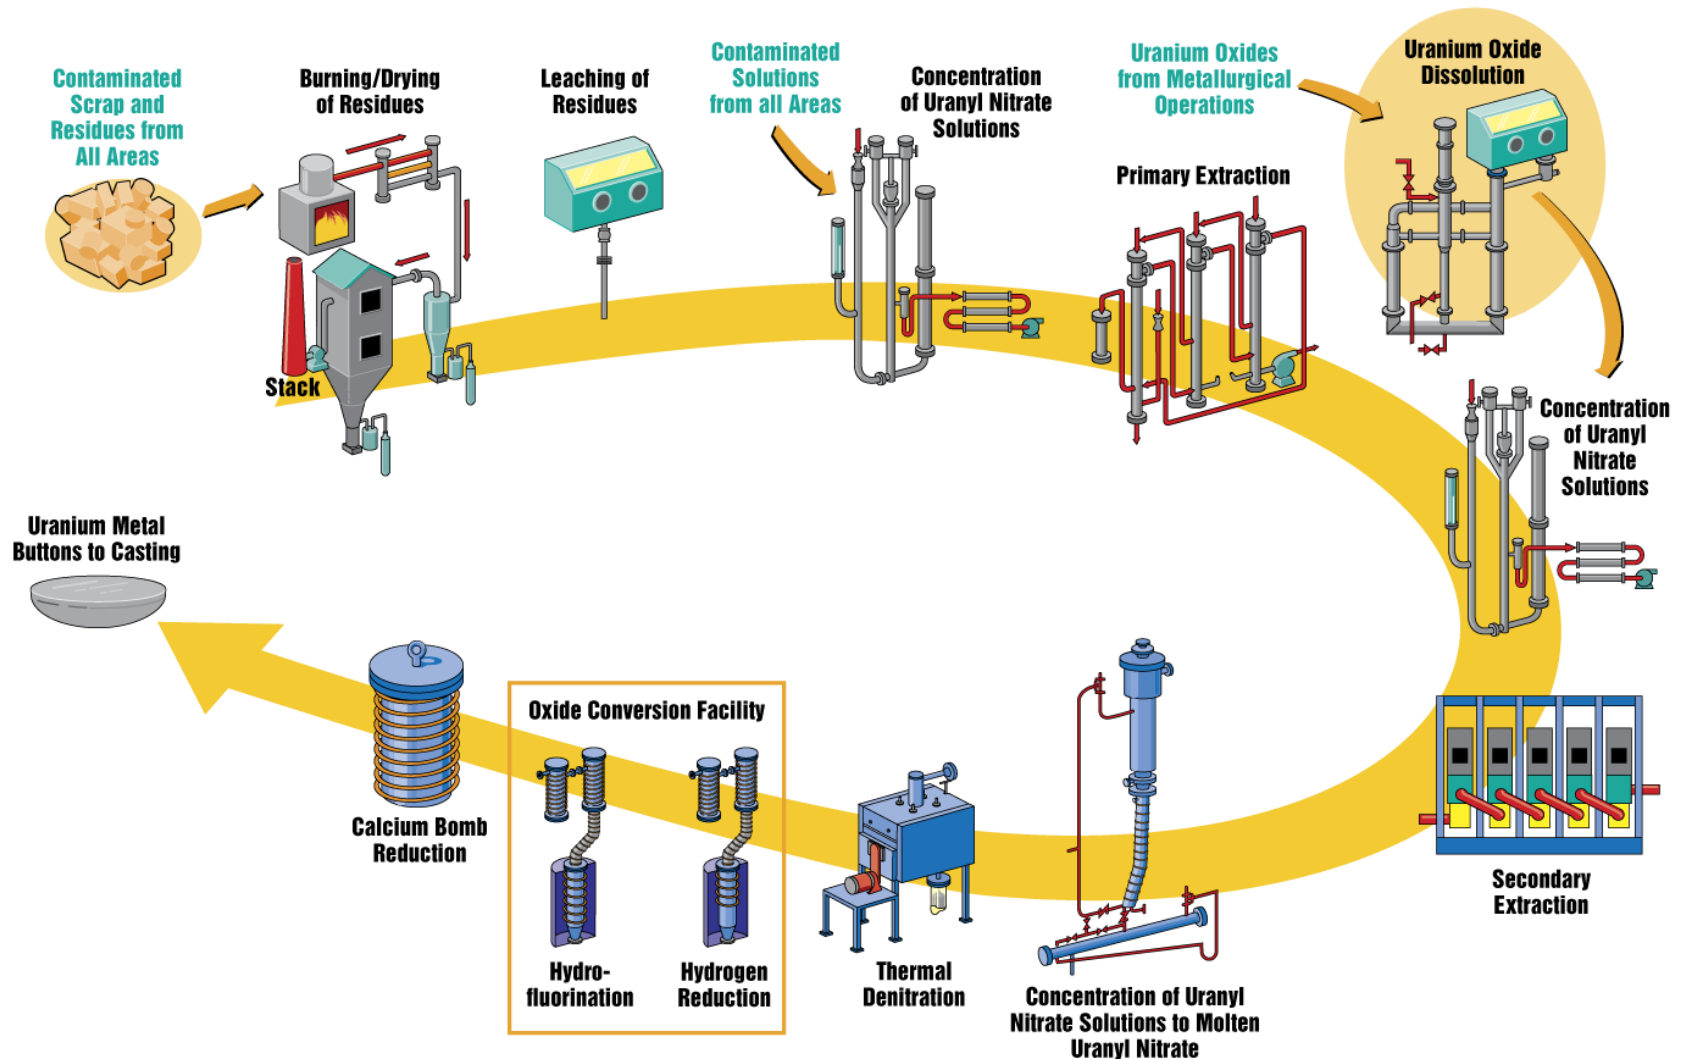 Contaminated
Scrap and
Residues from
All Areas
Burning/Drying
of Residues
Stack
Leaching of
Residues
Contaminated
Solutions
from all Areas
Concentration
of Uranyl Nitrate
Solutions
Primary Extraction
Uranium Oxides
from Metallurgical
Operations
Uranium Oxide
Dissolution
Concentration
of Uranyl
Nitrate
Solutions
Secondary
Extraction
Concentration of Uranyl
Nitrate Solutions to Molten
Uranyl Nitrate
Thermal
Denitration
Oxide Conversion Facility
Hydrogen
Reduction
Hydro-
fluorination
Calcium Bomb
Reduction
Uranium Metal
Buttons to Casting